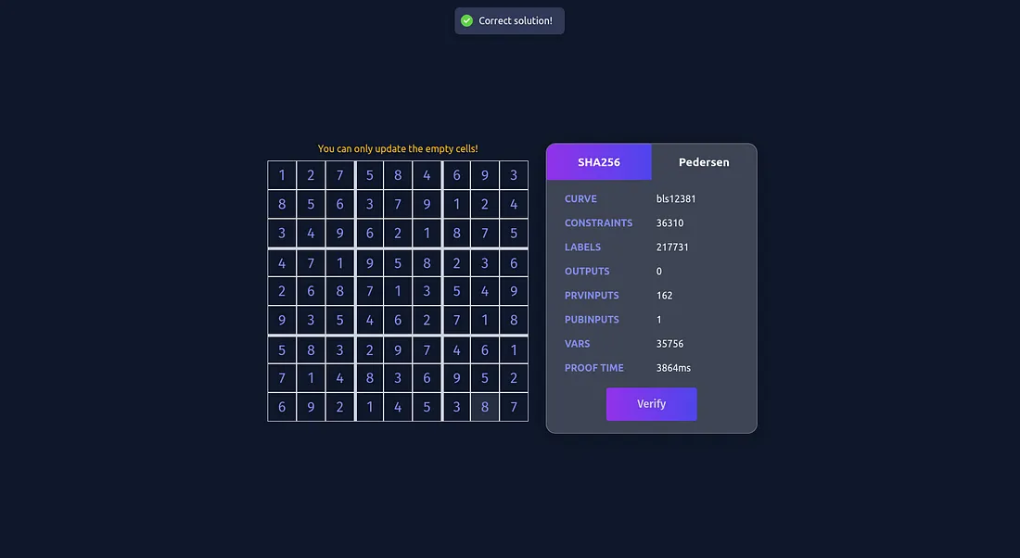 Correct solution!
You can only update the empty cells!
1 2 7 5 8 4 6 9 3
8 5 6 3 7 9 1 2 4
3 4 9 6 2 1 8 7 5
4 7 1 9 5 8 2 3 6
2 6 8 7 1 3 5 4 9
9 3 5 4 6 2 7 1 8
5 8 3 2 9 7 4 6 1
7 1 4 8 3 6 9 5 2
6 9 2 1 4 5 3 8 7
SHA256 Pedersen
CURVE bls12381
CONSTRAINTS 36310
LABELS 217731
OUTPUTS 0
PRVINPUTS 162
PUBINPUTS 1
VARS 35756
PROOF TIME 3864ms
Verify